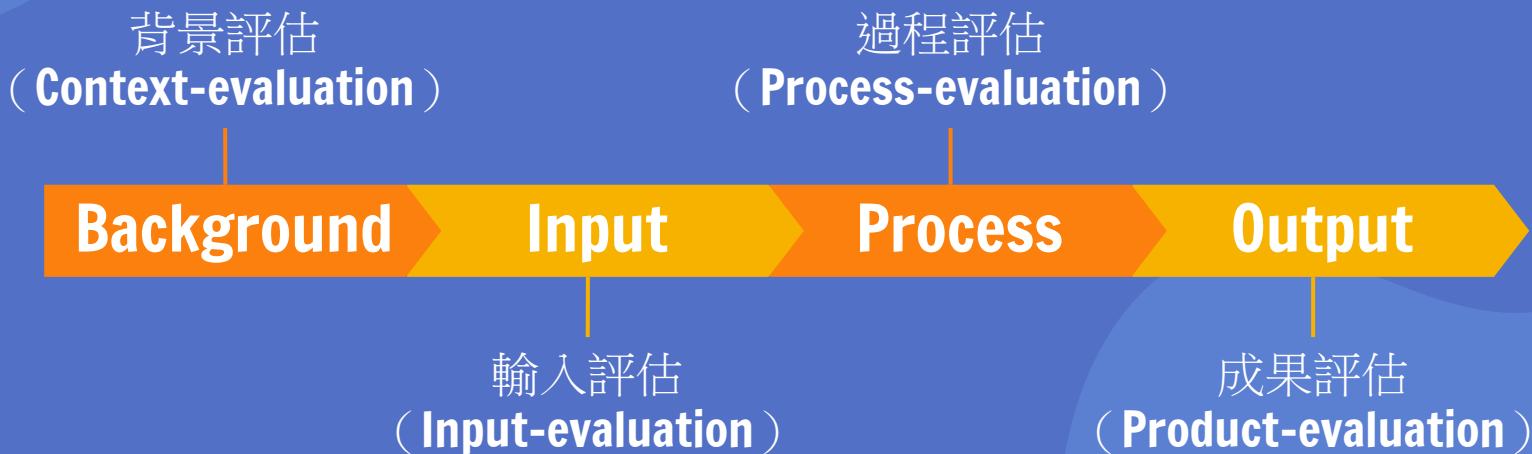 背景評估
（Context-evaluation）
過程評估
（Process-evaluation）
Background
Input
Process
Output
輸入評估
（Input-evaluation）
成果評估
（Product-evaluation）